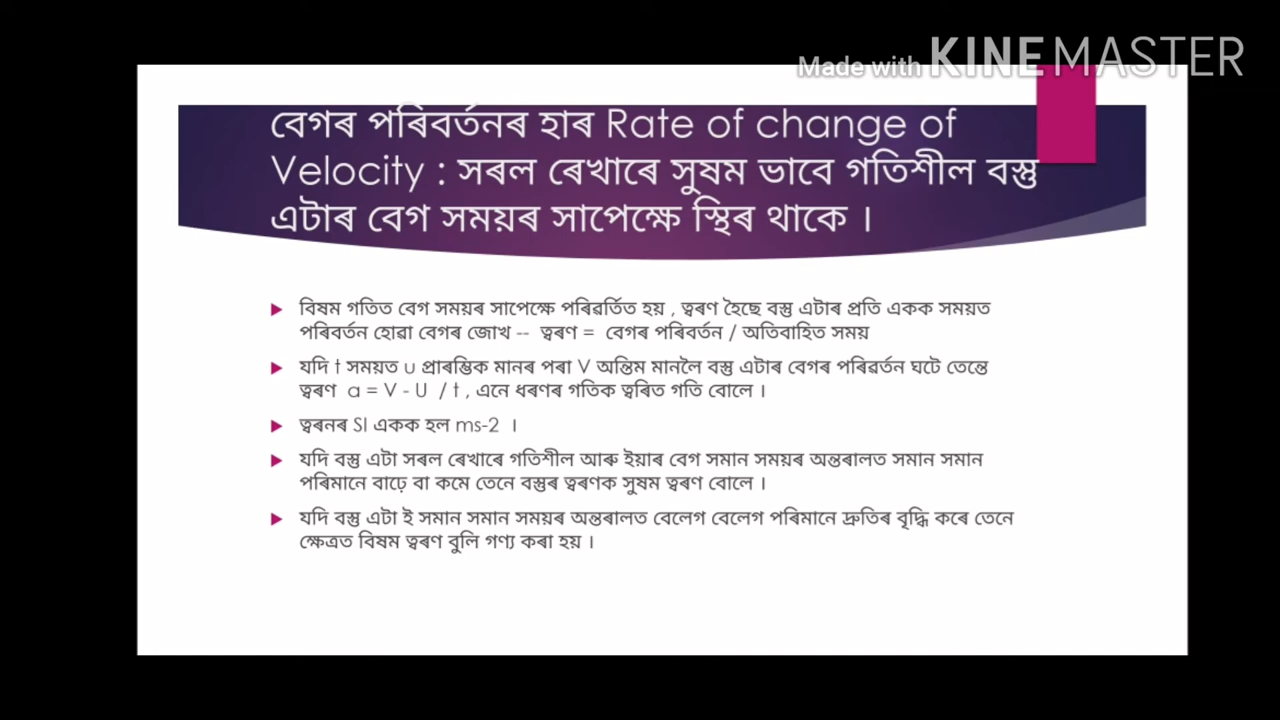 Made with KINEMASTER
বেগৰ পৰিবৰ্তনৰ হাৰ Rate of change of
Velocity : সৰল ৰেখাৰে সুষম ভাবে গতিশীল বস্তু
এটাৰ বেগ সময়ৰ সাপেক্ষে স্থিৰ থাকে ।
বিষম গতিত বেগ সময়ৰ সাপেক্ষে পৰিৱৰ্তিত হয় , ত্বৰণ হৈছে বস্তু এটাৰ প্ৰতি একক সময়ত
পৰিবৰ্তন হোৱা বেগৰ জোখ -- ত্বৰণ = বেগৰ পৰিবৰ্তন / অতিবাহিত সময়
যদি t সময়ত u প্ৰাৰম্ভিক মানৰ পৰা V অন্তিম মানলৈ বস্তু এটাৰ বেগৰ পৰিৱৰ্তন ঘটে তেন্তে
ত্বৰণ a = V - U / t , এনে ধৰণৰ গতিক ত্বৰিত গতি বোলে ।
ত্বৰনৰ SI একক হল ms-2 ।
যদি বস্তু এটা সৰল ৰেখাৰে গতিশীল আৰু ইয়াৰ বেগ সমান সময়ৰ অন্তৰালত সমান সমান
পৰিমানে বাঢ়ে বা কমে তেনে বস্তুৰ ত্বৰণক সুষম ত্বৰণ বোলে ।
যদি বস্তু এটা ই সমান সমান সময়ৰ অন্তৰালত বেলেগ বেলেগ পৰিমানে দ্ৰুতিৰ বৃদ্ধি কৰে তেনে
ক্ষেত্ৰত বিষম ত্বৰণ বুলি গণ্য কৰা হয় ।